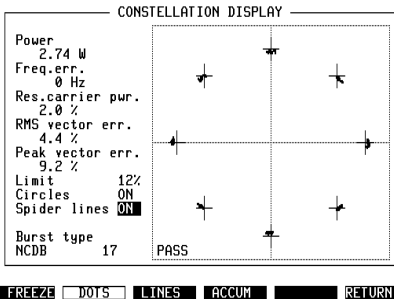 CONSTELLATION DISPLAY
Power
2.74 W
Freq.err.
0 Hz
Res.carrier pwr.
2.0 %
RMS vector err.
4.4 %
Peak vector err.
9.2 %
Limit 12%
Circles ON
Spider lines ON
Burst type
NCDB 17
PASS
FREEZE DOTS LINES ACCUM RETURN